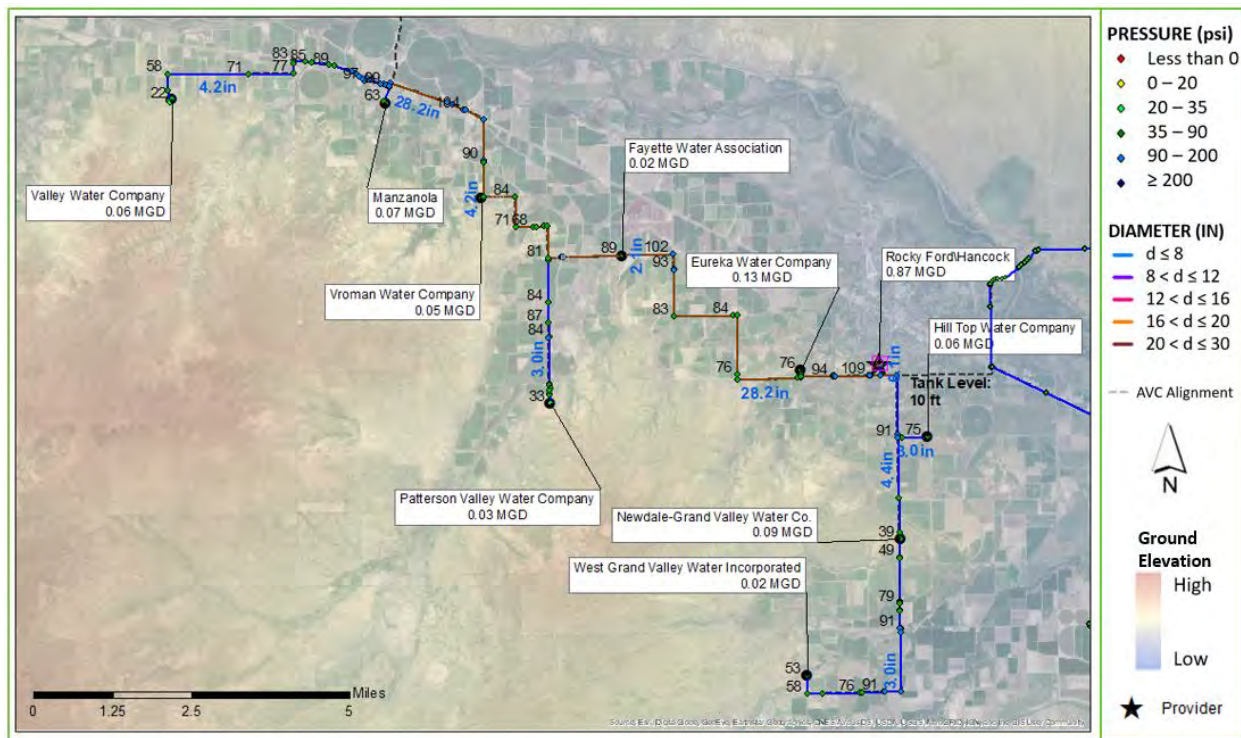 83
85
89
58
71
77
97
99
4.2in
22
63
28.2in
104
90
Valley Water Company
0.06 MGD
Manzanola
0.07 MGD
4.2in
84
71
68
Fayette Water Association
0.02 MGD
81
89
102
2.1in
93
Vroman Water Company
0.05 MGD
Eureka Water Company
0.13 MGD
Rocky Ford\Hancock
0.87 MGD
84
87
84
3.0in
33
83
84
76
28.2in
76
94
109
Hill Top Water Company
0.06 MGD
Tank Level:
10 ft
91
75
3.0in
4.4in
Patterson Valley Water Company
0.03 MGD
Newdale-Grand Valley Water Co.
0.09 MGD
39
49
West Grand Valley Water Incorporated
0.02 MGD
79
91
53
58
76
91
3.0in
Miles
0
1.25
2.5
5
PRESSURE (psi)
Less than 0
0 – 20
20 – 35
35 – 90
90 – 200
≥ 200
DIAMETER (IN)
d ≤ 8
8 < d ≤ 12
12 < d ≤ 16
16 < d ≤ 20
20 < d ≤ 30
AVC Alignment
N
Ground
Elevation
High
Low
Provider